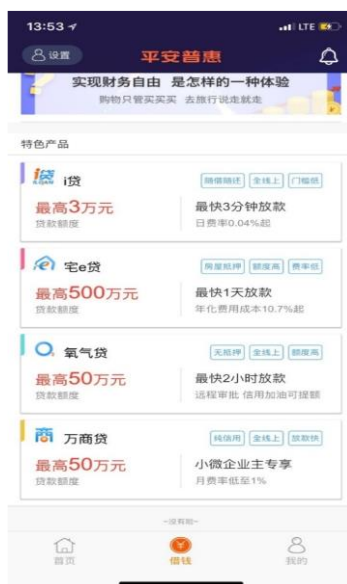 13:53
LTE
设置
平安普惠
实现财务自由 是怎样的一种体验
购物只管买买买 去旅行说走就走
特色产品
i贷
i贷
随借随还 全线上 门槛低
最高3万元
最快3分钟放款
贷款额度
日费率0.04%起
宅e贷
房屋抵押 额度高 费率低
最高500万元
最快1天放款
贷款额度
年化费用成本10.7%起
氧气贷
无抵押 全线上 额度高
最高50万元
最快2小时放款
贷款额度
远程审批 信用加油可提额
商
万商贷
纯信用 全线上 放款快
最高50万元
小微企业主专享
贷款额度
月费率低至1%
~没有啦~
首页
借钱
我的